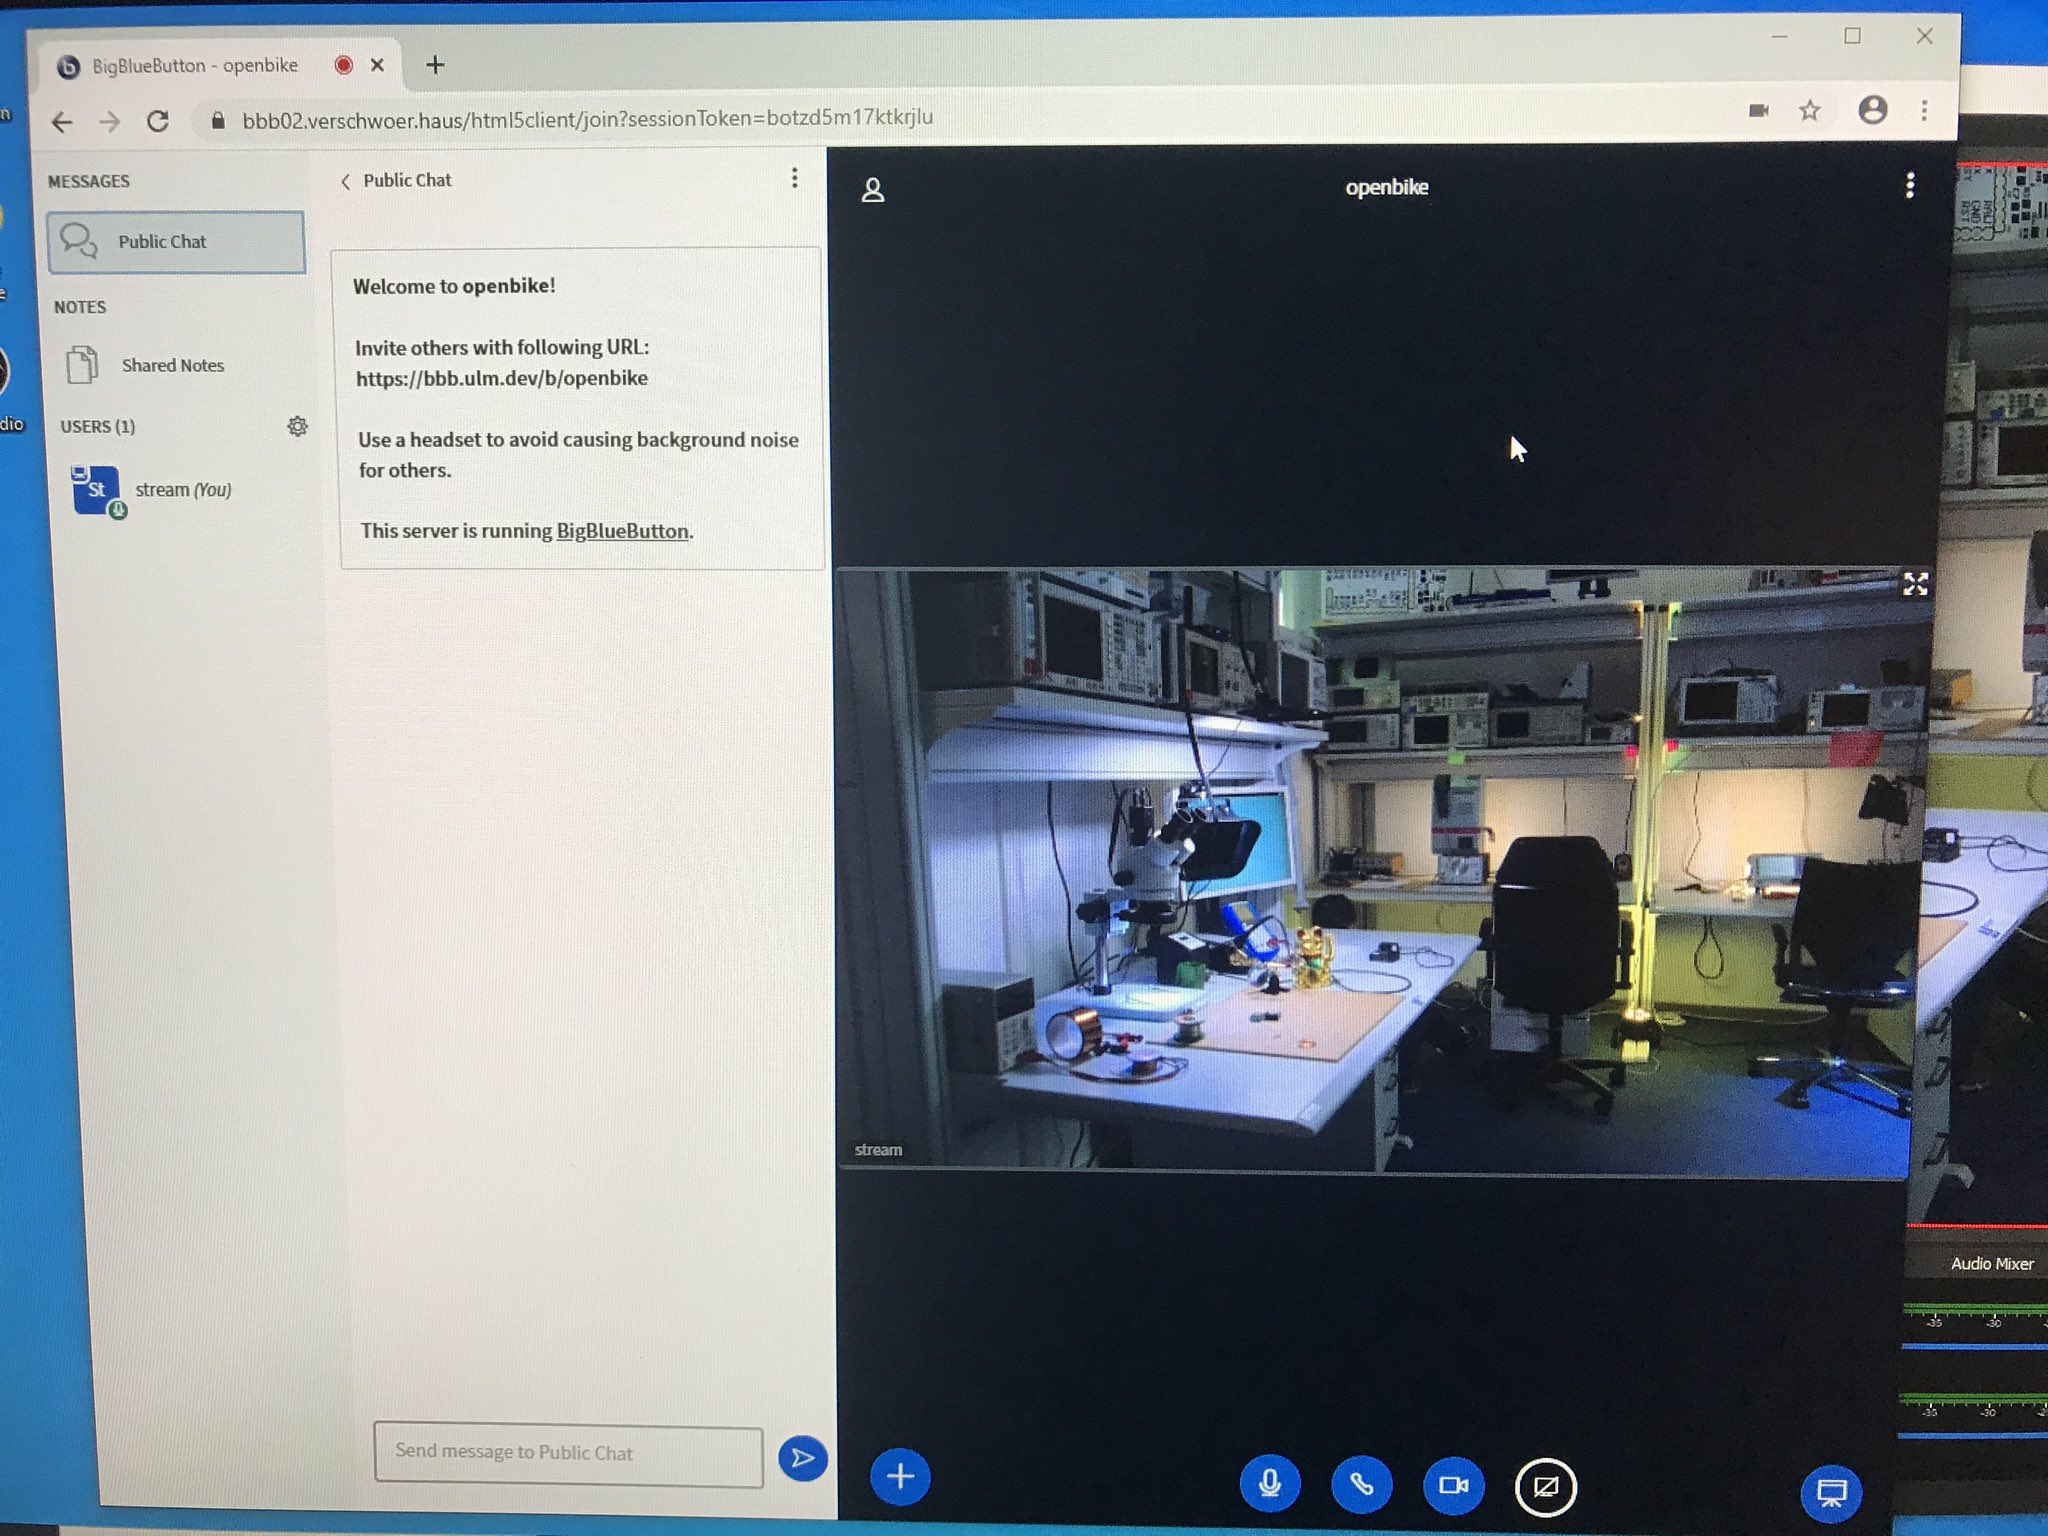 BigBlueButton - openbike
bbb02.verschwoer.haus/html5client/join?sessionToken=botzd5m17ktkrjlu
MESSAGES
Public Chat
NOTES
Shared Notes
USERS (1)
St
stream (You)
Public Chat
Welcome to openbike!
Invite others with following URL:
https://bbb.ulm.dev/b/openbike
Use a headset to avoid causing background noise
for others.
This server is running BigBlueButton.
Send message to Public Chat
openbike
stream
dio
RST
GND
Audio Mixer
-35 -30
-35 -30